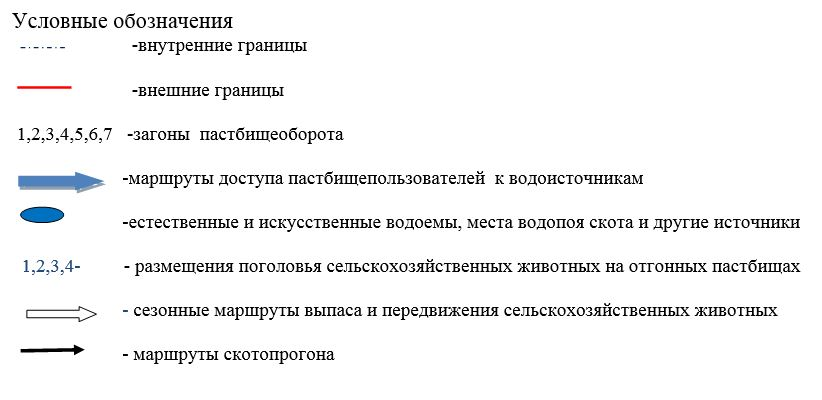 Условные обозначения
-внутренние границы
-внешние границы
1,2,3,4,5,6,7 -загоны пастбищеоборота
-маршруты доступа пастбищепользователей к водоисточникам
-естественные и искусственные водоемы, места водопоя скота и другие источники
1,2,3,4- - размещения поголовья сельскохозяйственных животных на отгонных пастбищах
- сезонные маршруты выпаса и передвижения сельскохозяйственных животных
- маршруты скотопрогона